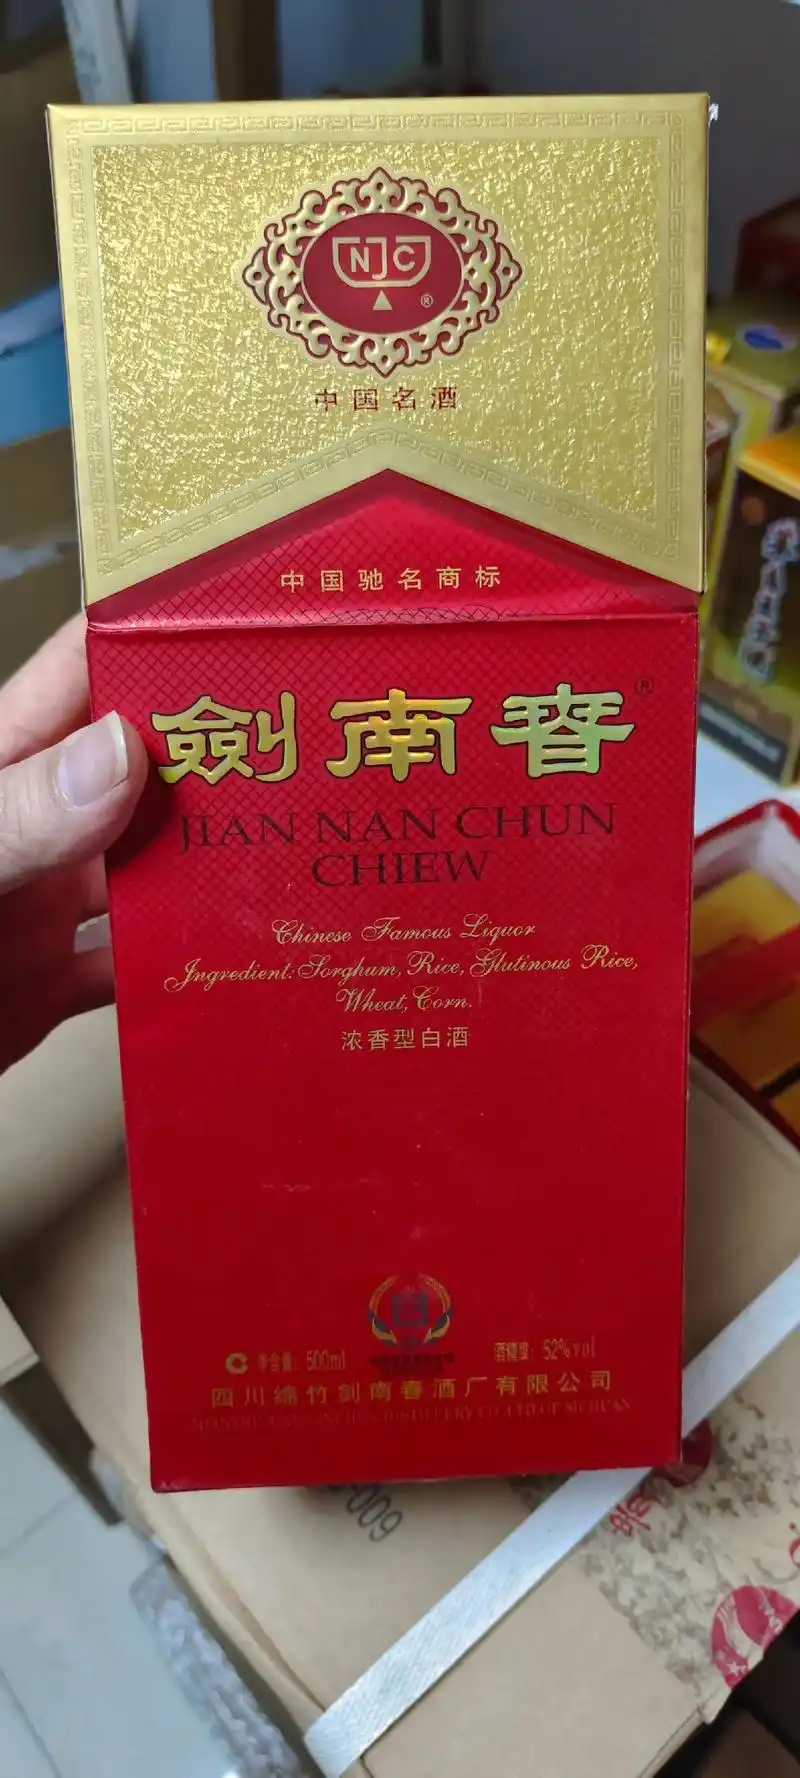 NJC
®
中国名酒
中国驰名商标
劍南春®
JIAN NAN CHUN
CHIEW
Chinese Famous Liquor
Ingredient: Sorghum, Rice, Glutinous Rice,
Wheat, Corn.
浓香型白酒
净含量: 500ml
酒精度: 52%vol
四川绵竹剑南春酒厂有限公司